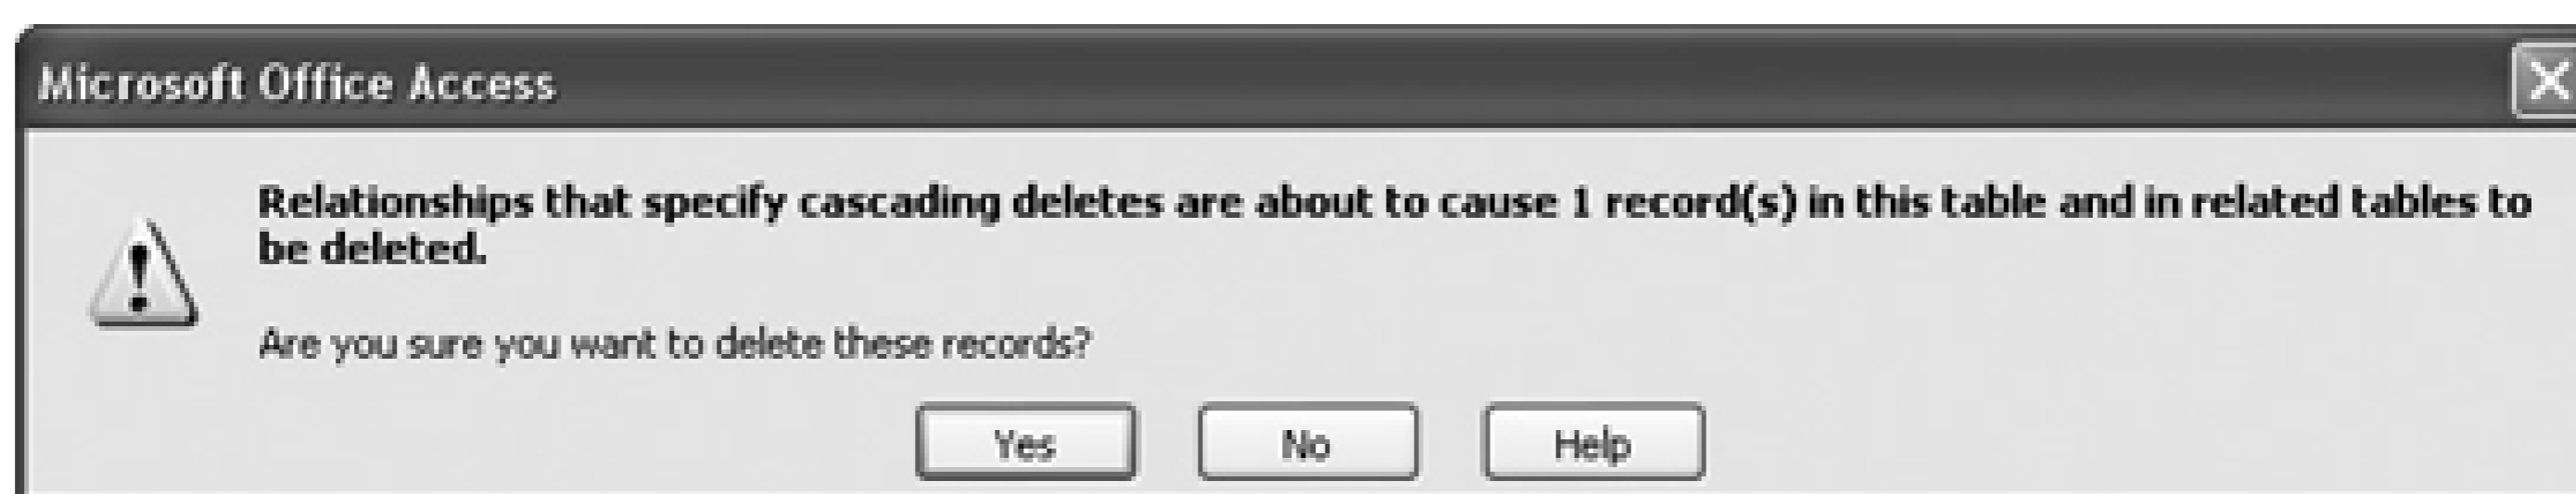 Microsoft Office Access
Relationships that specify cascading deletes are about to cause 1 record(s) in this table and in related tables to
be deleted.
Are you sure you want to delete these records?
Yes No Help